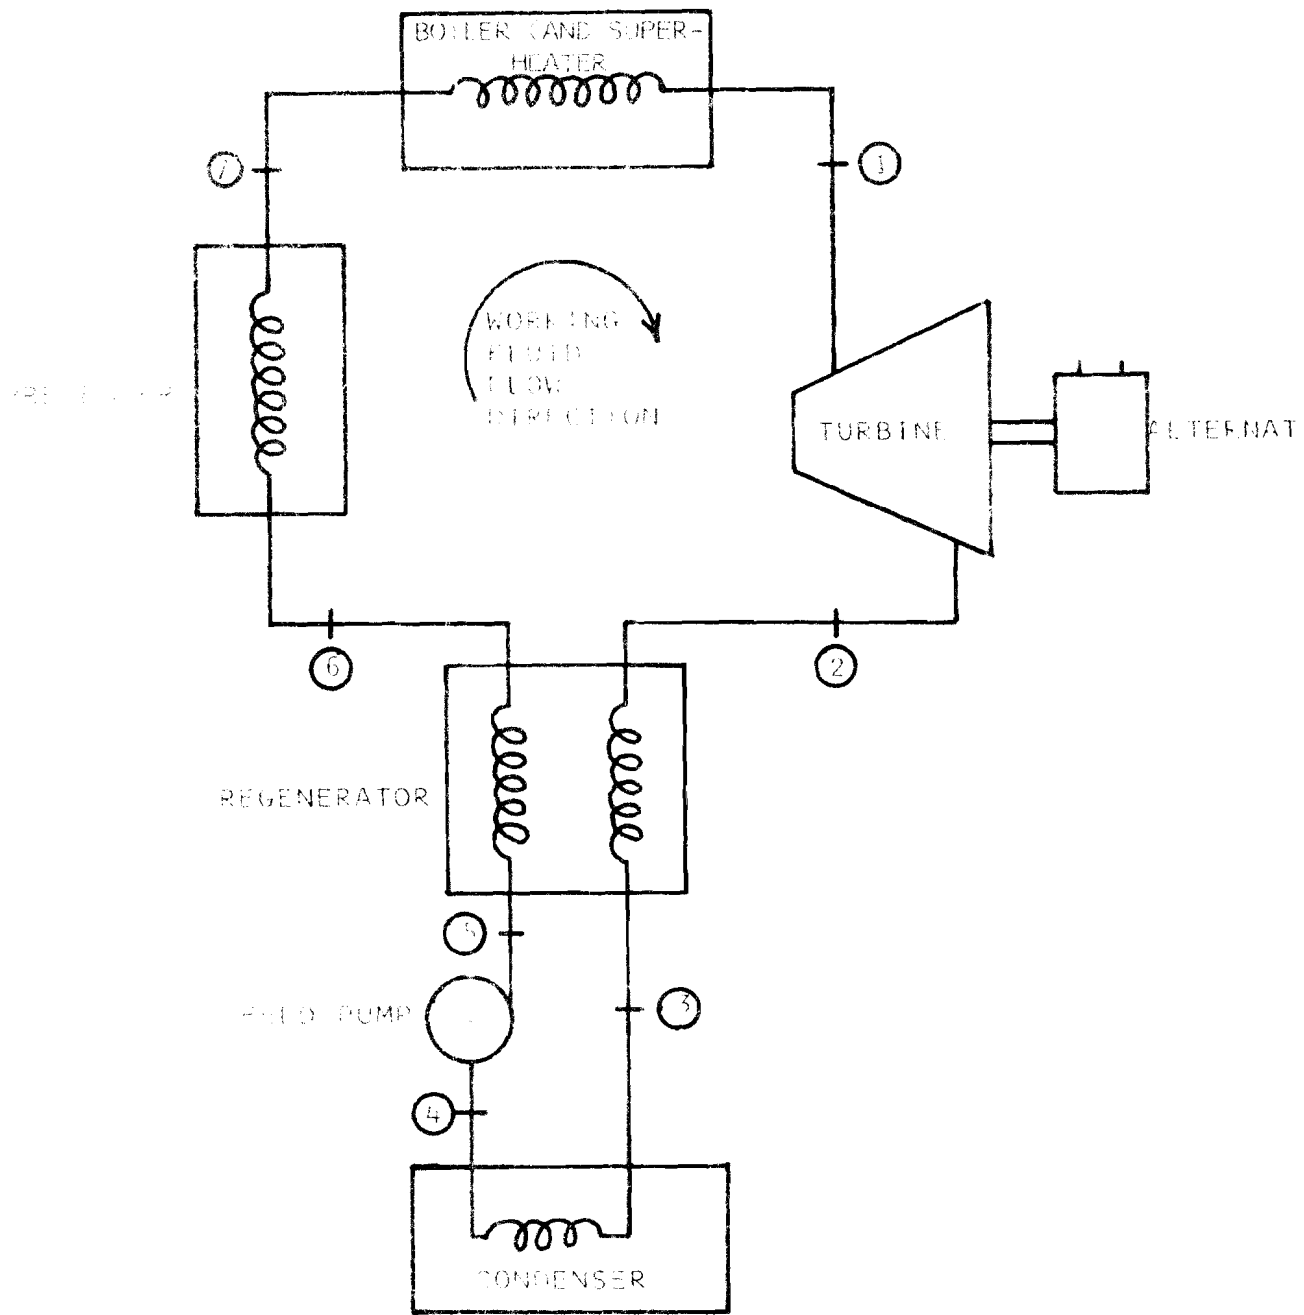 BOILER (AND SUPER-
HEATER
7
1
WORKING
FLUID
FLOW
DIRECTION
TURBINE
ALTERNAT
6
2
REGENERATOR
5
3
FEED PUMP
4
CONDENSER